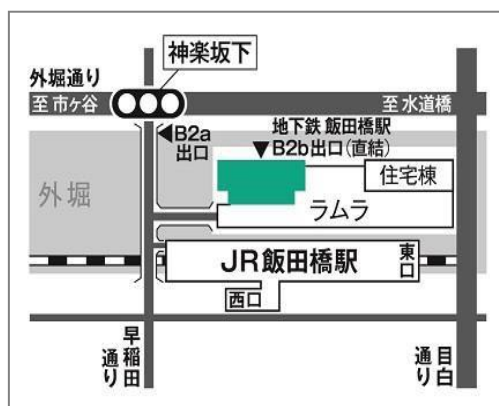 神楽坂下
外堀通り
至市ヶ谷
至水道橋
◀B2a
出口
地下鉄 飯田橋駅
▼B2b出口(直結)
住宅棟
外堀
ラムラ
JR飯田橋駅
東口
西口
早稲田通り
目白通り